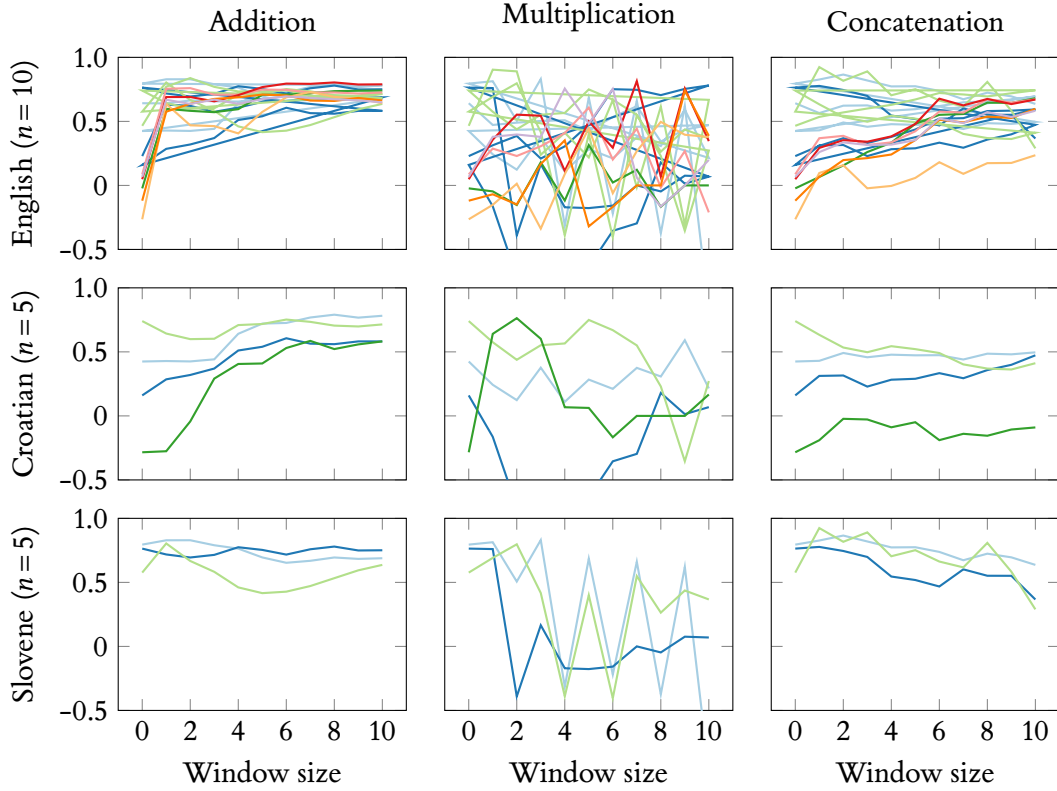 Addition Multiplication Concatenation
English (n = 10)
1.0
0.5
0
−0.5
Croatian (n = 5)
1.0
0.5
0
−0.5
Slovene (n = 5)
1.0
0.5
0
−0.5
0 2 4 6 8 10 0 2 4 6 8 10 0 2 4 6 8 10
Window size Window size Window size